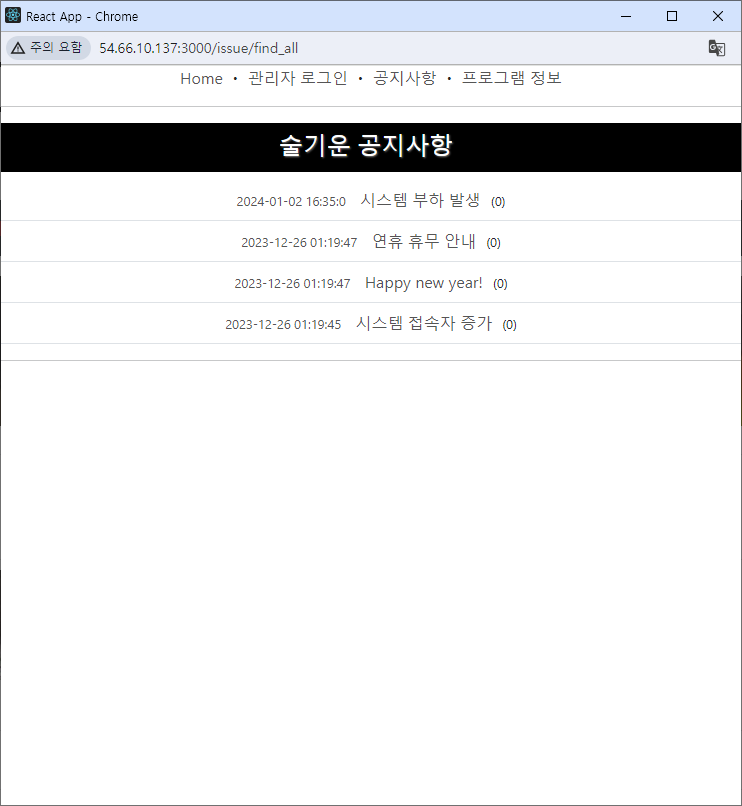 React App - Chrome
주의 요함 54.66.10.137:3000/issue/find_all
Home • 관리자 로그인 • 공지사항 • 프로그램 정보
술기운 공지사항
2024-01-02 16:35:0 시스템 부하 발생 (0)
2023-12-26 01:19:47 연휴 휴무 안내 (0)
2023-12-26 01:19:47 Happy new year! (0)
2023-12-26 01:19:45 시스템 접속자 증가 (0)